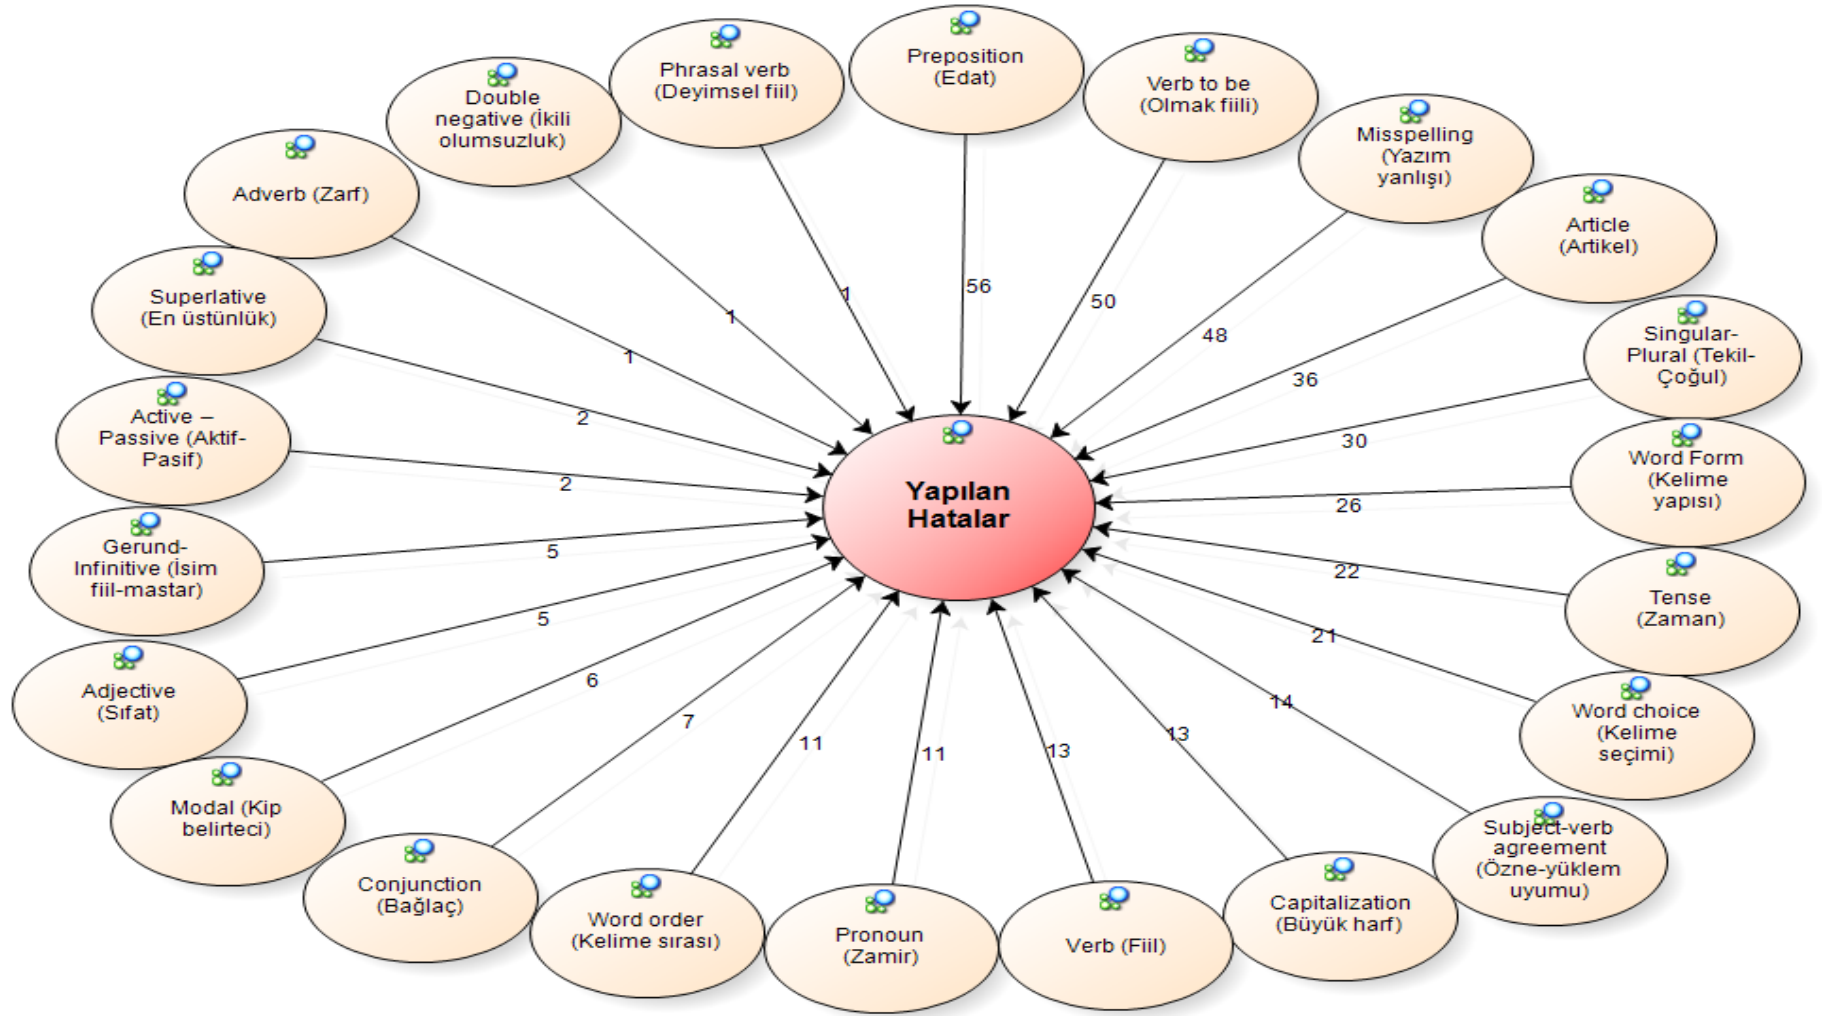 Preposition
(Edat)
56
Verb to be
(Olmak fiili)
50
Misspelling
(Yazım
yanlışı)
48
Article
(Artikel)
36
Singular-
Plural (Tekil-
Çoğul)
30
Word Form
(Kelime
yapısı)
26
Tense
(Zaman)
22
Word choice
(Kelime
seçimi)
21
Subject-verb
agreement
(Özne-yüklem
uyumu)
14
Capitalization
(Büyük harf)
13
Verb (Fiil)
13
Pronoun
(Zamir)
11
Word order
(Kelime sırası)
11
Conjunction
(Bağlaç)
7
Modal (Kip
belirteci)
6
Adjective
(Sıfat)
5
Gerund-
Infinitive (İsim
fiil-mastar)
5
Active –
Passive (Aktif-
Pasif)
2
Superlative
(En üstünlük)
2
Adverb (Zarf)
1
Double
negative (İkili
olumsuzluk)
1
Phrasal verb
(Deyimsel fiil)
1
Yapılan
Hatalar